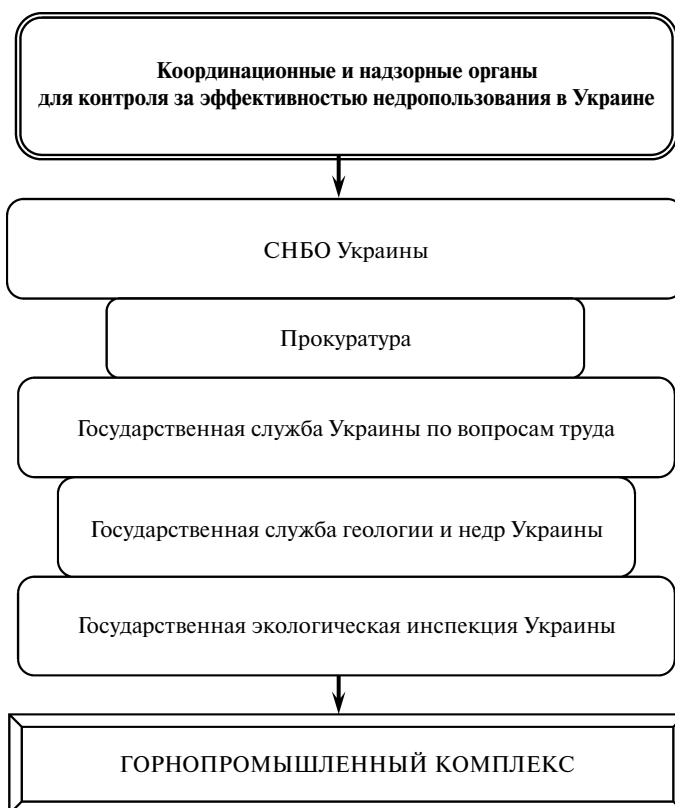 Координационные и надзорные органы
для контроля за эффективностью недропользования в Украине
СНБО Украины
Прокуратура
Государственная служба Украины по вопросам труда
Государственная служба геологии и недр Украины
Государственная экологическая инспекция Украины
ГОРНОПРОМЫШЛЕННЫЙ КОМПЛЕКС